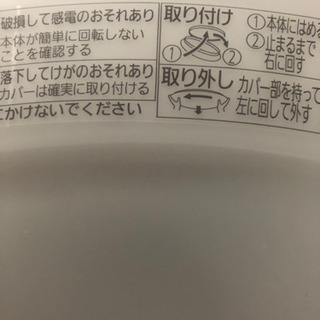 破損して感電のおそれあり
本体が簡単に回転しない
ことを確認する
落下してけがのおそれあり
カバーは確実に取り付ける
にかけないでください
取り付け
①②
①本体にはめる
②止まるまで
右に回す
取り外し
カバー部を持って
左に回して外す